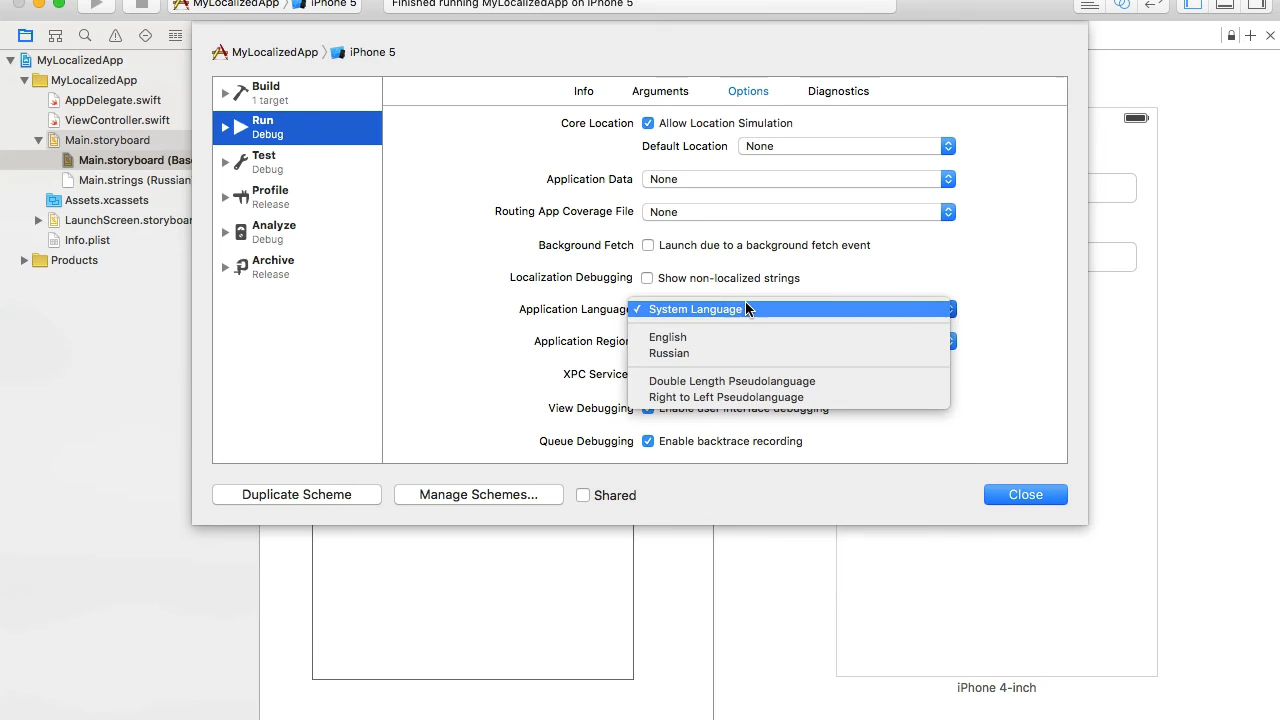 MyLocalizedApp iPhone 5
Finished running MyLocalizedApp on iPhone 5
MyLocalizedApp
MyLocalizedApp
AppDelegate.swift
ViewController.swift
Main.storyboard
Main.storyboard (Bas
Main.strings (Russian
Assets.xcassets
LaunchScreen.storyboar
Info.plist
Products
MyLocalizedApp iPhone 5
Build
1 target
Run
Debug
Test
Debug
Profile
Release
Analyze
Debug
Archive
Release
Info Arguments Options Diagnostics
Core Location Allow Location Simulation
Default Location None
Application Data None
Routing App Coverage File None
Background Fetch Launch due to a background fetch event
Localization Debugging Show non-localized strings
Application Language System Language
English
Russian
Double Length Pseudolanguage
Right to Left Pseudolanguage
Application Region
XPC Service
View Debugging Enable user interface debugging
Queue Debugging Enable backtrace recording
Duplicate Scheme Manage Schemes... Shared Close
iPhone 4-inch